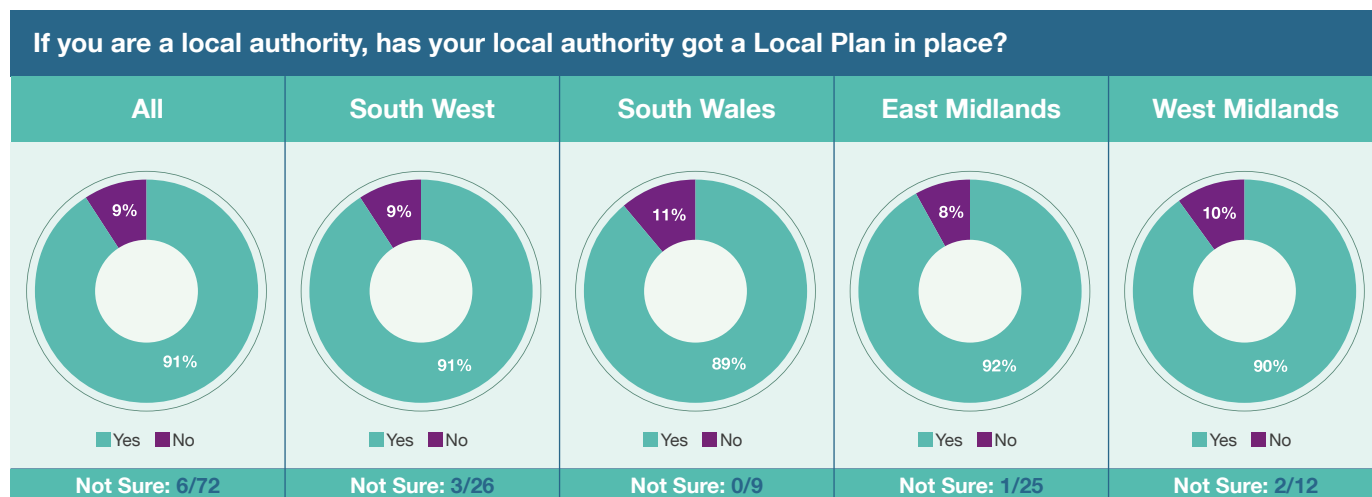 If you are a local authority, has your local authority got a Local Plan in place?
All
South West
South Wales
East Midlands
West Midlands
9%
91%
9%
91%
11%
89%
8%
92%
10%
90%
Yes No
Yes No
Yes No
Yes No
Yes No
Not Sure: 6/72
Not Sure: 3/26
Not Sure: 0/9
Not Sure: 1/25
Not Sure: 2/12